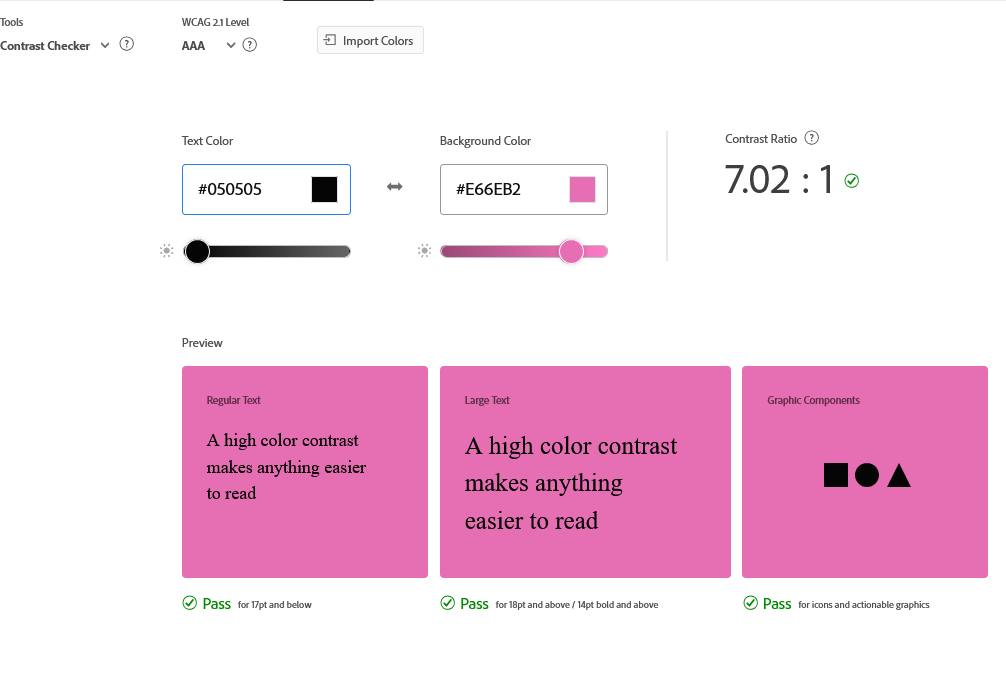 Tools
Contrast Checker
WCAG 2.1 Level
AAA
Import Colors
Text Color
#050505
Background Color
#E66EB2
Contrast Ratio
7.02 : 1
Preview
Regular Text
A high color contrast
makes anything easier
to read
Large Text
A high color contrast
makes anything
easier to read
Graphic Components
Pass for 17pt and below
Pass for 18pt and above / 14pt bold and above
Pass for icons and actionable graphics